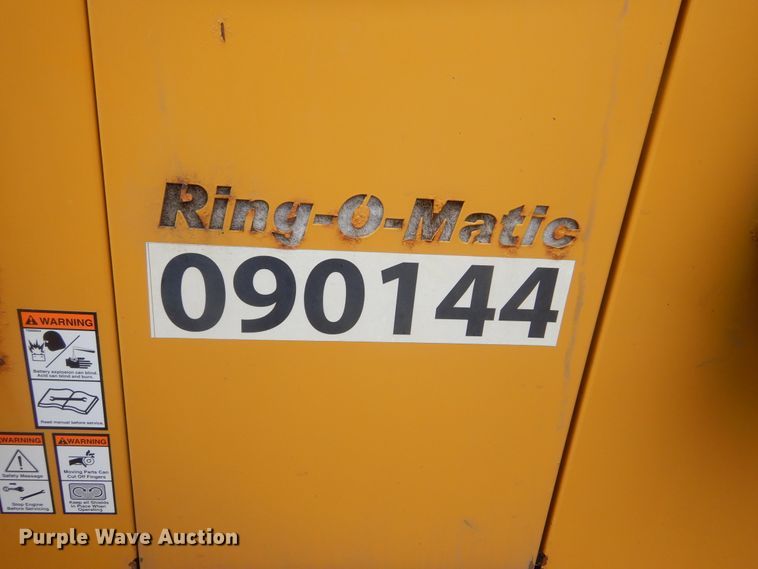 Ring-O-Matic
090144
WARNING
Battery explosion can blind.
Acid can blind and burn.
Read manual before service.
WARNING
Safety Message
Stop Engine
Before Servicing
WARNING
Moving Parts Can
Cut Off Fingers
Keep all Shields
in Place When
Operating
Purple Wave Auction